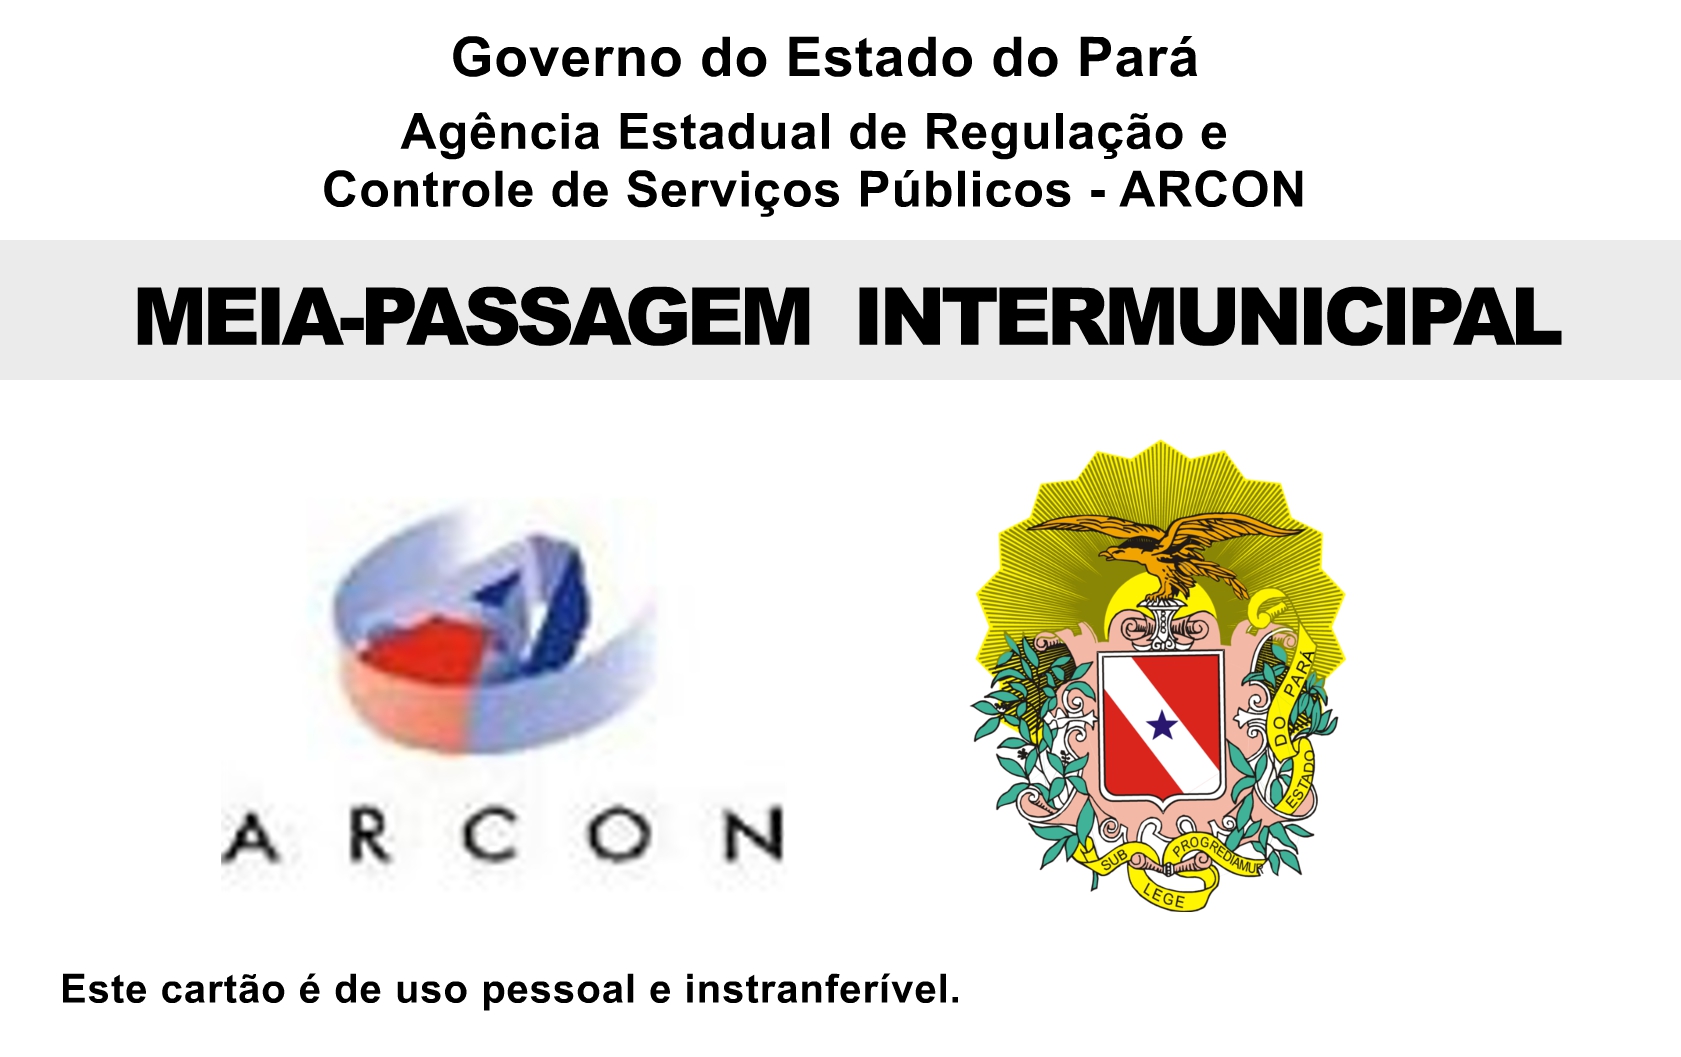 Governo do Estado do Pará
Agência Estadual de Regulação e
Controle de Serviços Públicos - ARCON
MEIA-PASSAGEM INTERMUNICIPAL
ARCON
ESTADO DO PARÁ
SUB LEGE PROGREDIAMUR
Este cartão é de uso pessoal e instranferível.